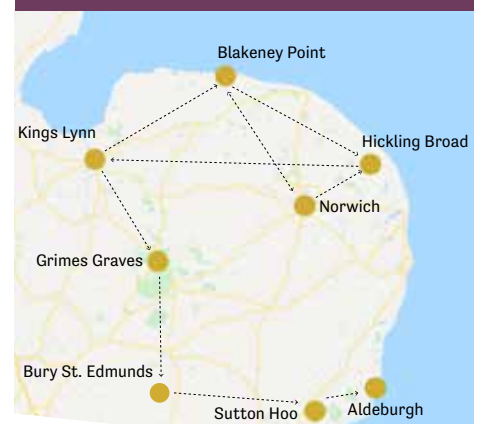 Blakeney Point
Kings Lynn
Hickling Broad
Norwich
Grimes Graves
Bury St. Edmunds
Sutton Hoo
Aldeburgh